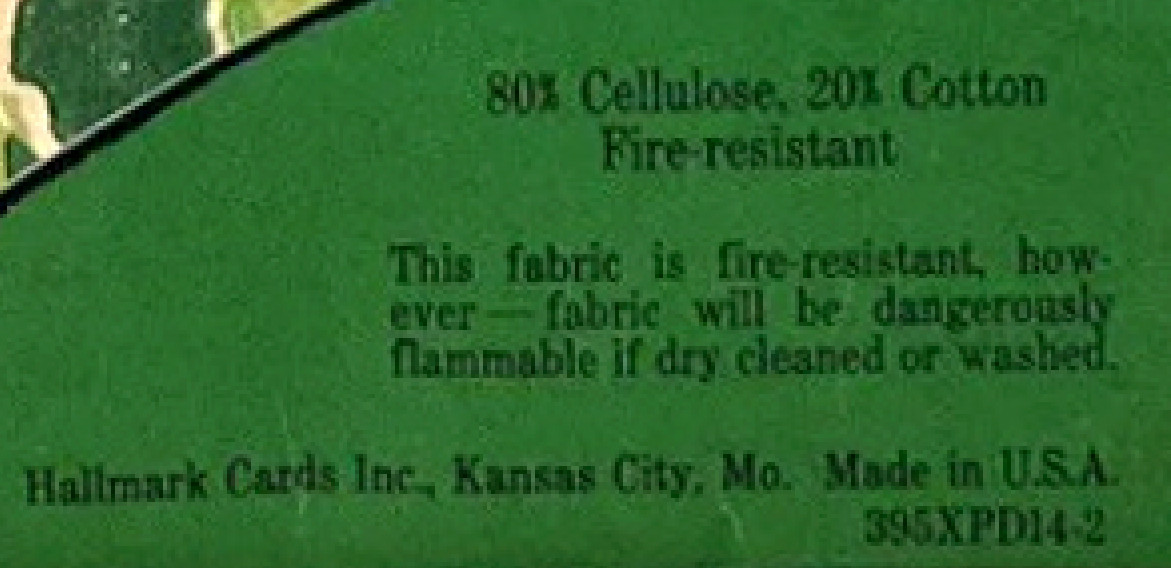 80% Cellulose, 20% Cotton
Fire-resistant
This fabric is fire-resistant, how-
ever — fabric will be dangerously
flammable if dry cleaned or washed.
Hallmark Cards Inc., Kansas City, Mo. Made in U.S.A.
395XPD14-2